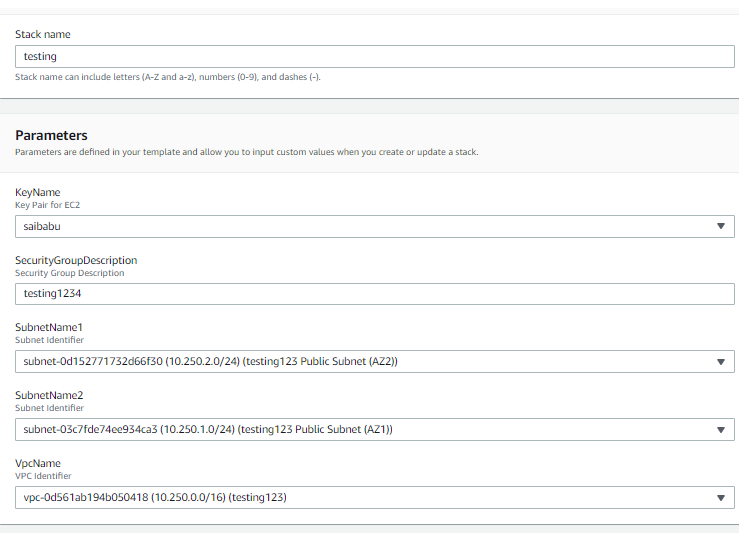 Stack name
testing
Stack name can include letters (A-Z and a-z), numbers (0-9), and dashes (-).
Parameters
Parameters are defined in your template and allow you to input custom values when you create or update a stack.
KeyName
Key Pair for EC2
saibabu
SecurityGroupDescription
Security Group Description
testing1234
SubnetName1
Subnet Identifier
subnet-0d152771732d66f30 (10.250.2.0/24) (testing123 Public Subnet (AZ2))
SubnetName2
Subnet Identifier
subnet-03c7fde74ee934ca3 (10.250.1.0/24) (testing123 Public Subnet (AZ1))
VpcName
VPC Identifier
vpc-0d561ab194b050418 (10.250.0.0/16) (testing123)